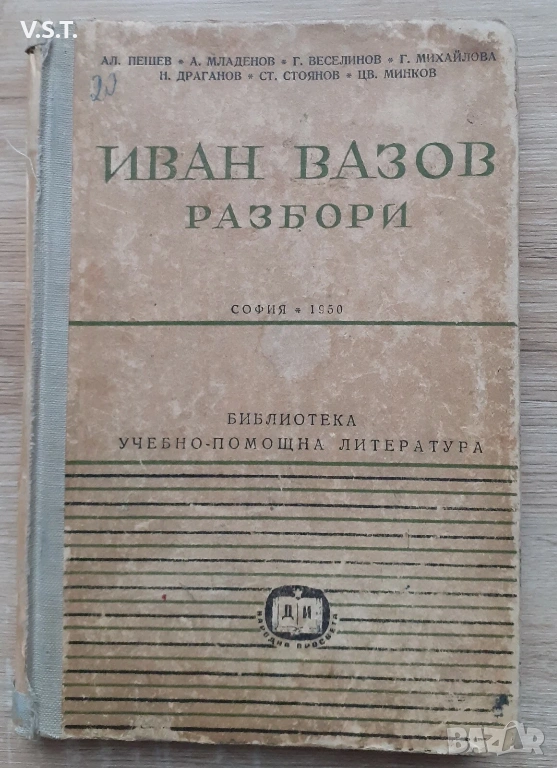 V.S.T.
АЛ. ПЕШЕВ * А. МЛАДЕНОВ * Г. ВЕСЕЛИНОВ * Г. МИХАЙЛОВА
Н. ДРАГАНОВ * СТ. СТОЯНОВ * ЦВ. МИНКОВ
20
ИВАН ВАЗОВ
РАЗБОРИ
СОФИЯ * 1950
БИБЛИОТЕКА
УЧЕБНО-ПОМОЩНА ЛИТЕРАТУРА
Д И
НАРОДНА ПРОСВЕТА
BAZAR